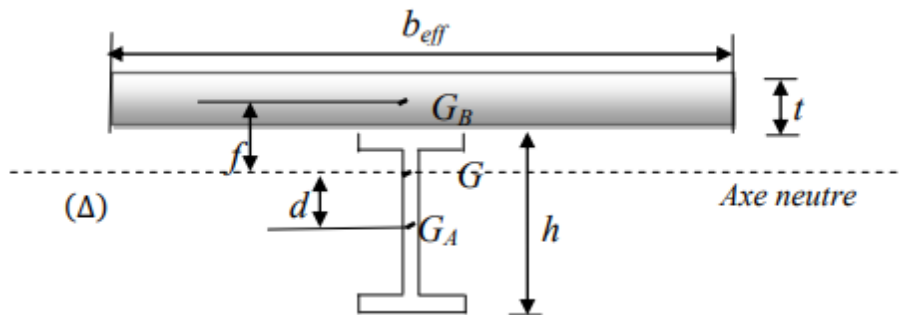 b_eff
G_B
t
f
G
(Δ)
d
Axe neutre
G_A
h